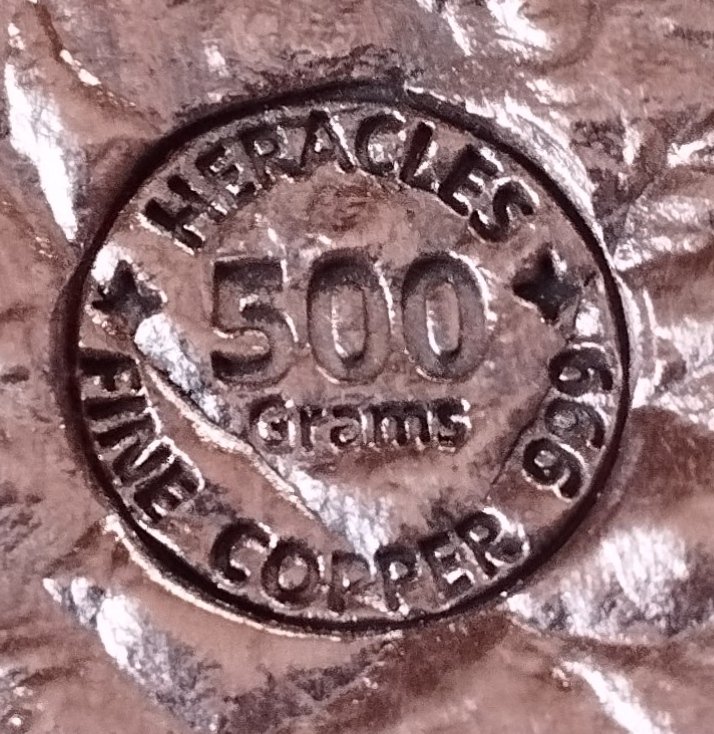 HERACLES
500
Grams
FINE COPPER 999